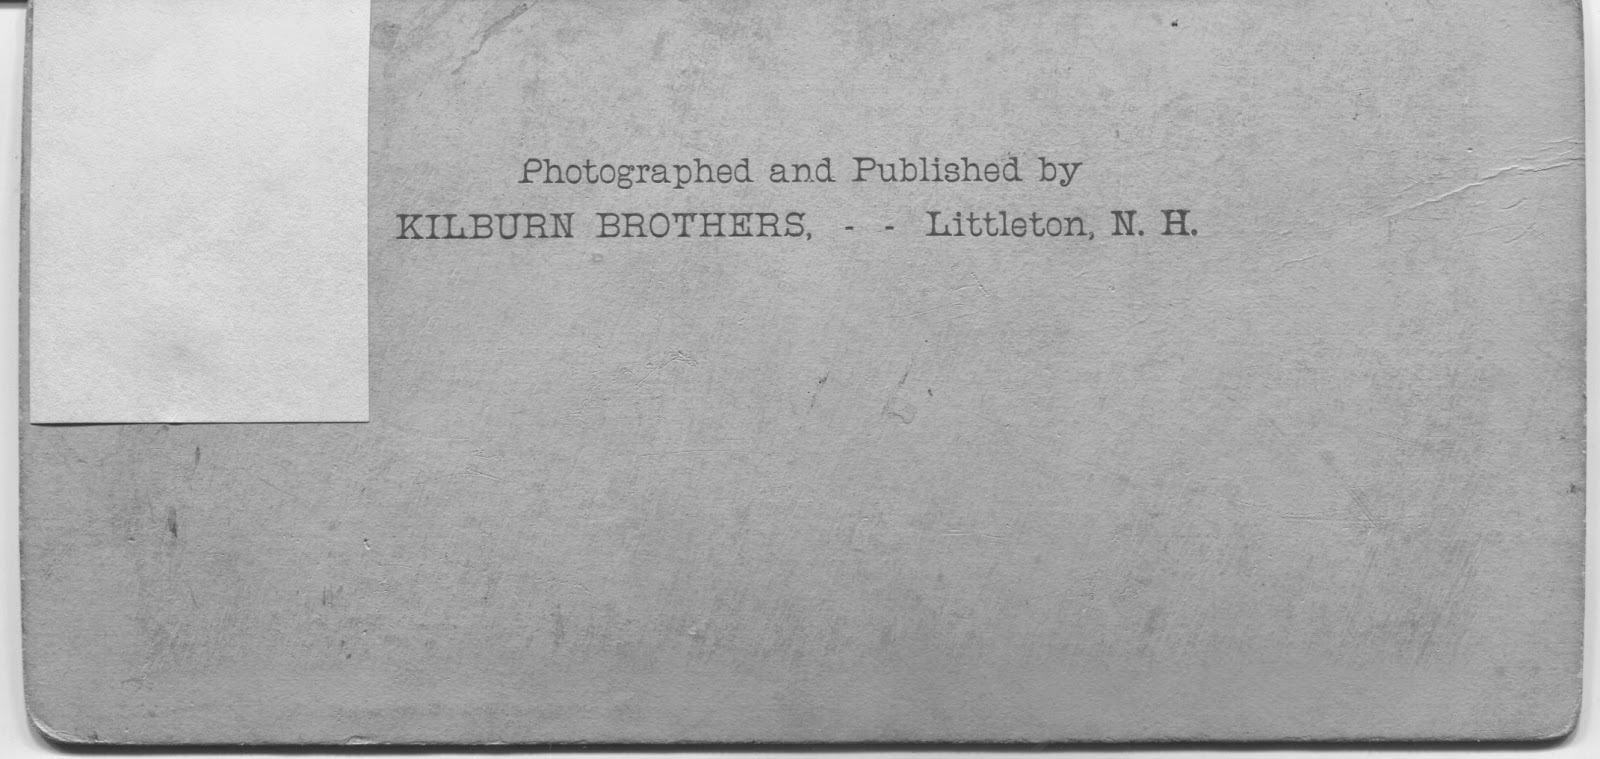 Photographed and Published by
KILBURN BROTHERS, - - Littleton, N. H.